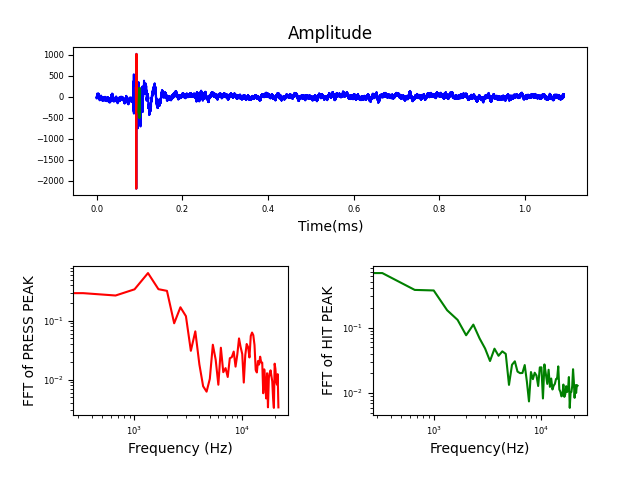 Amplitude
1000
500
0
−500
−1000
−1500
−2000
0.0 0.2 0.4 0.6 0.8 1.0
Time(ms)
FFT of PRESS PEAK
10⁻¹
10⁻²
10³ 10⁴
Frequency (Hz)
FFT of HIT PEAK
10⁻¹
10⁻²
10³ 10⁴
Frequency(Hz)